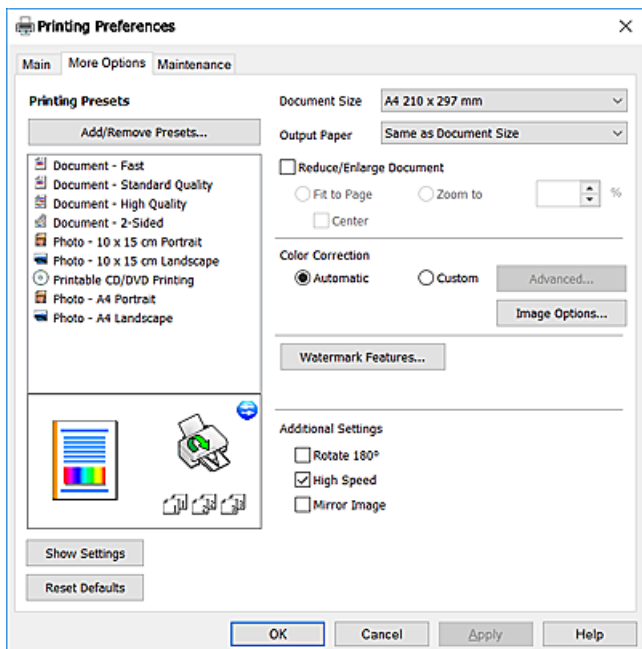 Printing Preferences
Main More Options Maintenance
Printing Presets
Add/Remove Presets...
Document - Fast
Document - Standard Quality
Document - High Quality
Document - 2-Sided
Photo - 10 x 15 cm Portrait
Photo - 10 x 15 cm Landscape
Printable CD/DVD Printing
Photo - A4 Portrait
Photo - A4 Landscape
Show Settings
Reset Defaults
Document Size A4 210 x 297 mm
Output Paper Same as Document Size
Reduce/Enlarge Document
Fit to Page Zoom to %
Center
Color Correction
Automatic Custom Advanced...
Image Options...
Watermark Features...
Additional Settings
Rotate 180°
High Speed
Mirror Image
OK Cancel Apply Help